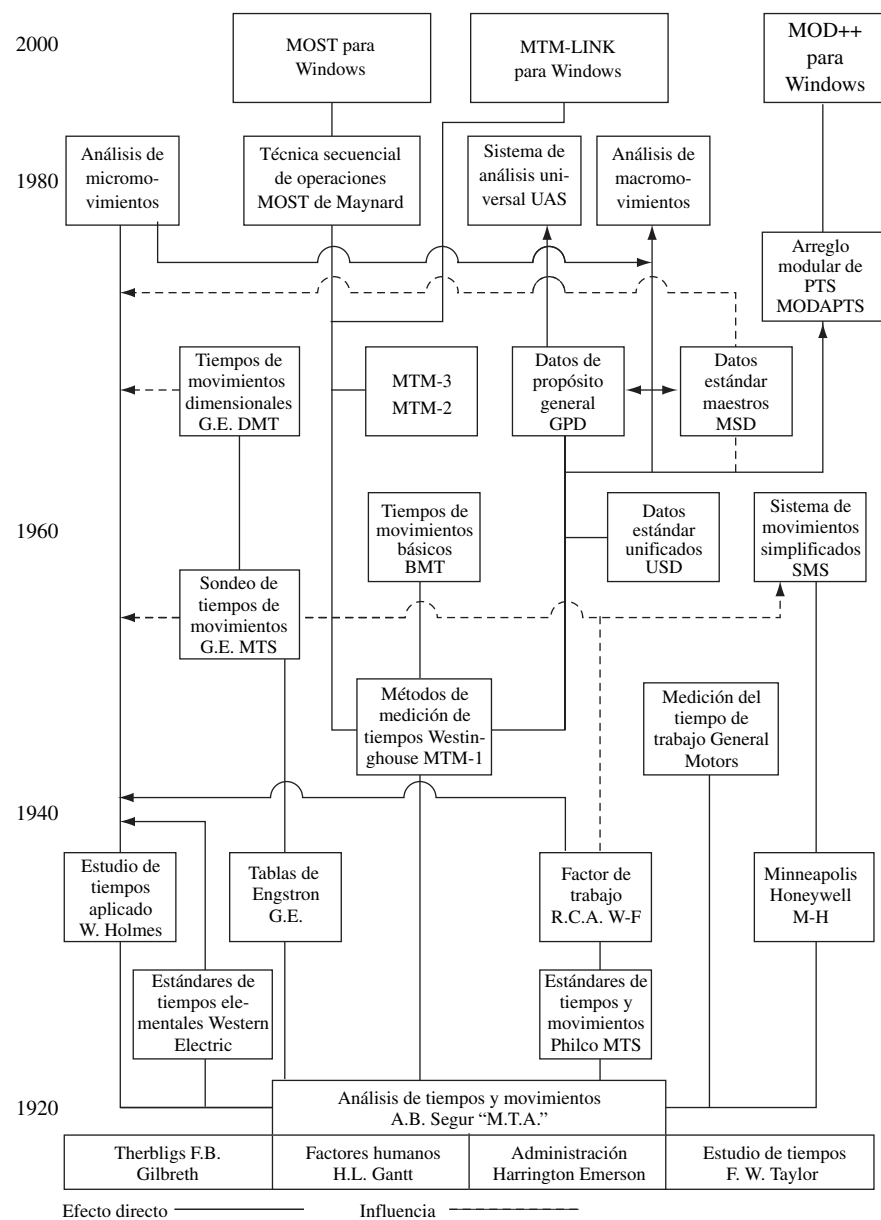 2000
MOST para
Windows
MTM-LINK
para Windows
MOD++
para
Windows
1980
Análisis de
micromo-
vimientos
Técnica secuencial
de operaciones
MOST de Maynard
Sistema de
análisis uni-
versal UAS
Análisis de
macromo-
vimientos
Arreglo
modular de
PTS
MODAPTS
Tiempos de
movimientos
dimensionales
G.E. DMT
MTM-3
MTM-2
Datos de
propósito
general
GPD
Datos
estándar
maestros
MSD
1960
Tiempos de
movimientos
básicos
BMT
Datos
estándar
unificados
USD
Sistema de
movimientos
simplificados
SMS
Sondeo de
tiempos de
movimientos
G.E. MTS
Métodos de
medición de
tiempos Westin-
ghouse MTM-1
Medición del
tiempo de
trabajo General
Motors
1940
Estudio de
tiempos
aplicado
W. Holmes
Tablas de
Engstron
G.E.
Factor de
trabajo
R.C.A. W-F
Minneapolis
Honeywell
M-H
Estándares de
tiempos ele-
mentales Western
Electric
Estándares de
tiempos y
movimientos
Philco MTS
1920
Análisis de tiempos y movimientos
A.B. Segur “M.T.A.”
Therbligs F.B.
Gilbreth
Factores humanos
H.L. Gantt
Administración
Harrington Emerson
Estudio de tiempos
F. W. Taylor
Efecto directo
Influencia